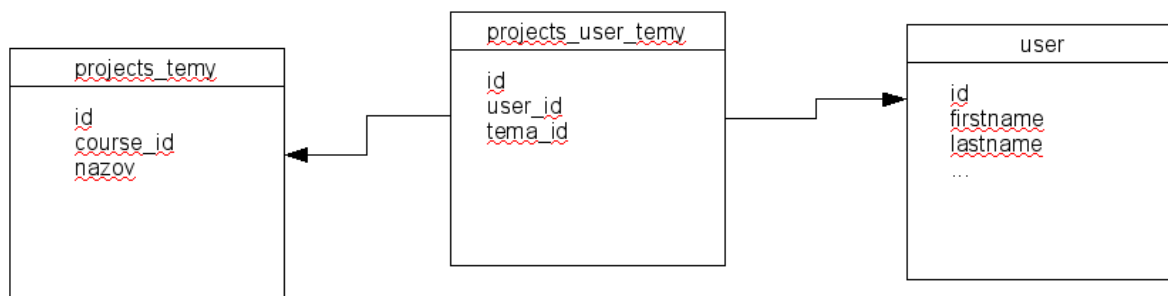 projects_temy
id
course_id
nazov
projects_user_temy
id
user_id
tema_id
user
id
firstname
lastname
...